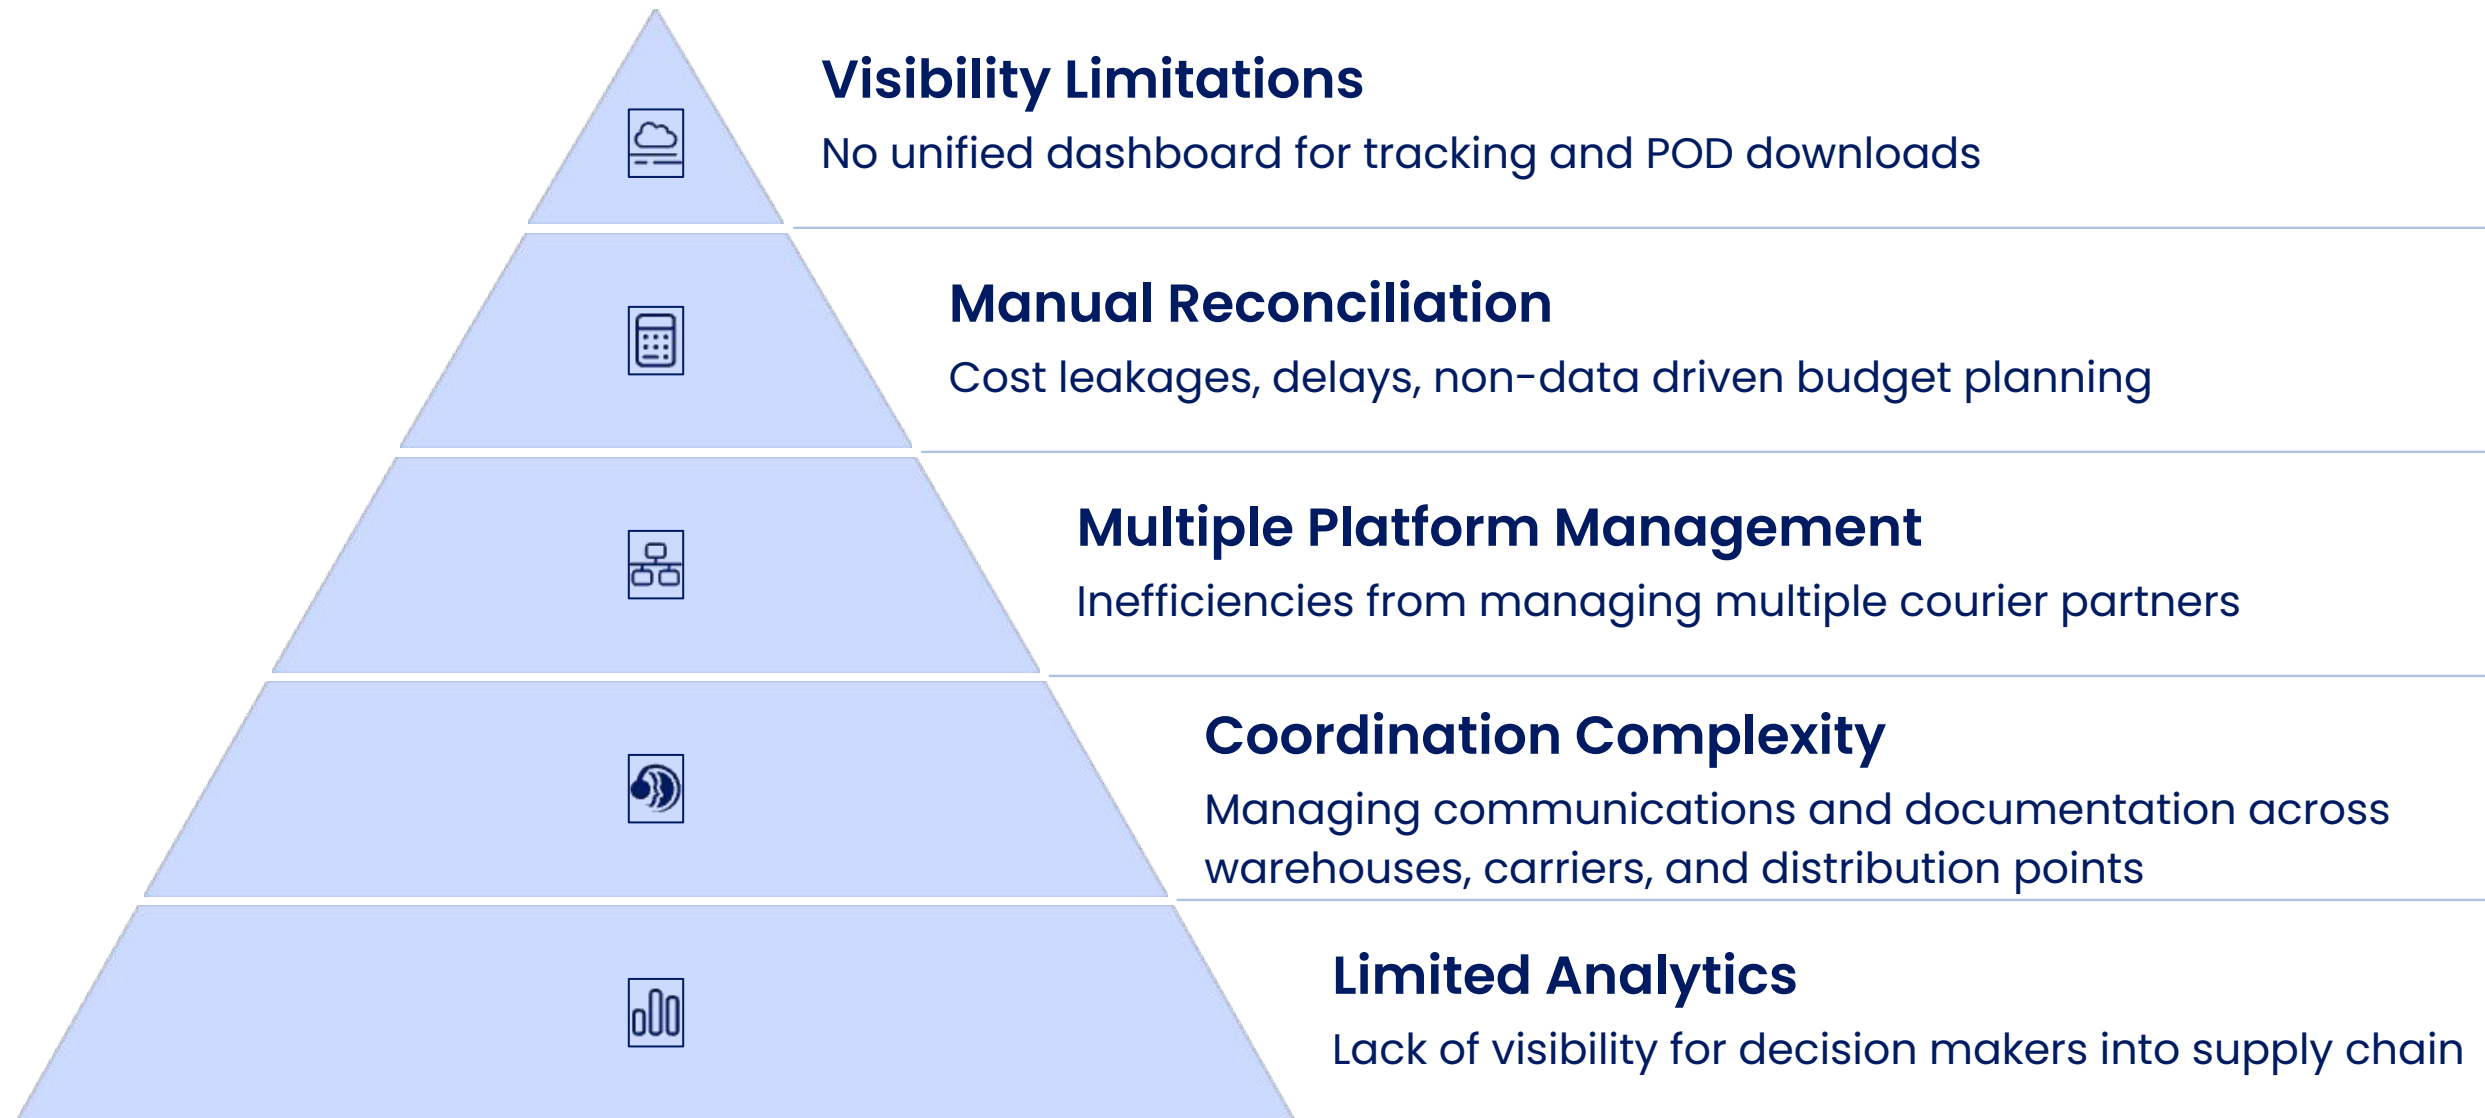 Visibility Limitations
No unified dashboard for tracking and POD downloads
Manual Reconciliation
Cost leakages, delays, non-data driven budget planning
Multiple Platform Management
Inefficiencies from managing multiple courier partners
Coordination Complexity
Managing communications and documentation across
warehouses, carriers, and distribution points
Limited Analytics
Lack of visibility for decision makers into supply chain